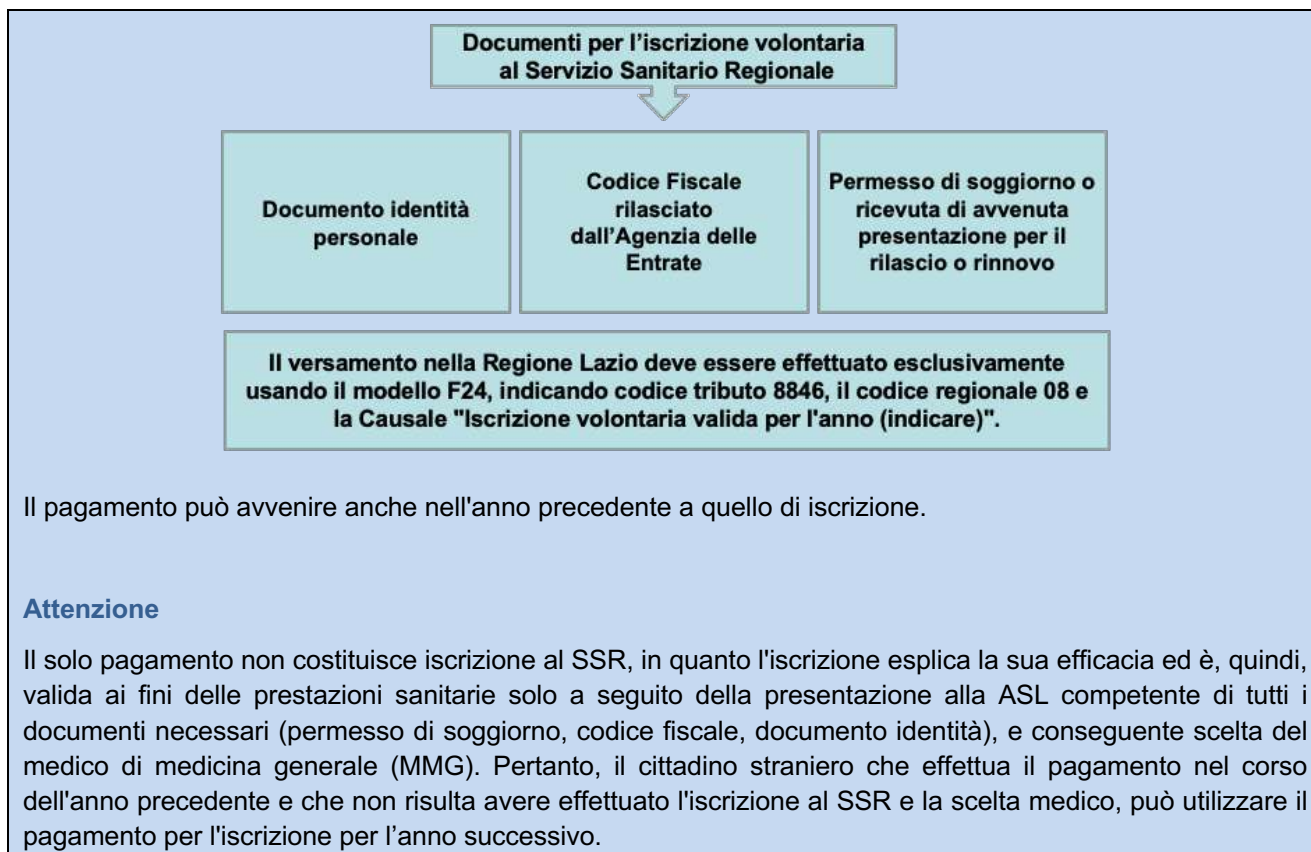 Documenti per l'iscrizione volontaria
al Servizio Sanitario Regionale
Documento identità
personale
Codice Fiscale
rilasciato
dall'Agenzia delle
Entrate
Permesso di soggiorno o
ricevuta di avvenuta
presentazione per il
rilascio o rinnovo
Il versamento nella Regione Lazio deve essere effettuato esclusivamente
usando il modello F24, indicando codice tributo 8846, il codice regionale 08 e
la Causale "Iscrizione volontaria valida per l'anno (indicare)".
Il pagamento può avvenire anche nell'anno precedente a quello di iscrizione.
Attenzione
Il solo pagamento non costituisce iscrizione al SSR, in quanto l'iscrizione esplica la sua efficacia ed è, quindi,
valida ai fini delle prestazioni sanitarie solo a seguito della presentazione alla ASL competente di tutti i
documenti necessari (permesso di soggiorno, codice fiscale, documento identità), e conseguente scelta del
medico di medicina generale (MMG). Pertanto, il cittadino straniero che effettua il pagamento nel corso
dell'anno precedente e che non risulta avere effettuato l'iscrizione al SSR e la scelta medico, può utilizzare il
pagamento per l'iscrizione per l'anno successivo.